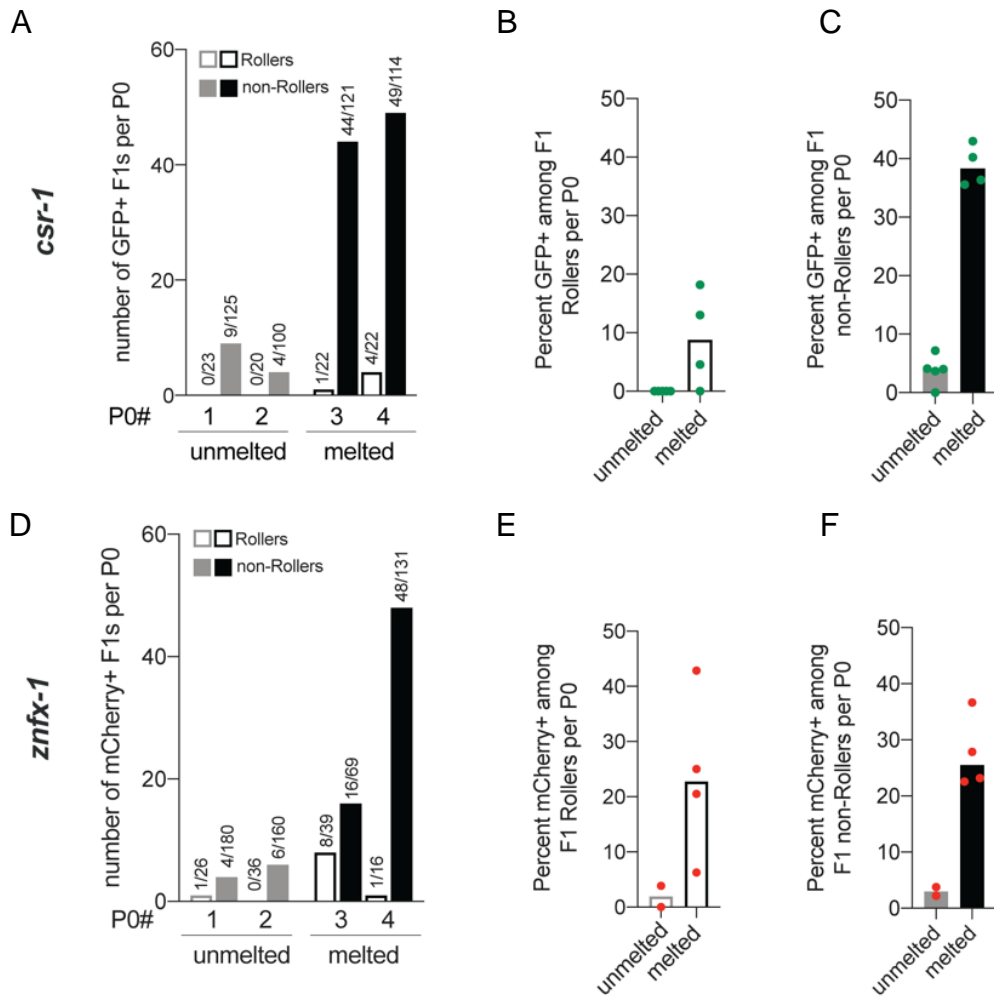 A
csr-1
number of GFP+ F1s per P0
60
40
20
0
Rollers
non-Rollers
0/23
9/125
0/20
4/100
1/22
44/121
4/22
49/114
P0#
1
2
3
4
unmelted
melted
B
Percent GFP+ among F1
Rollers per P0
50
40
30
20
10
0
unmelted
melted
C
Percent GFP+ among F1
non-Rollers per P0
50
40
30
20
10
0
unmelted
melted
D
znfx-1
number of mCherry+ F1s per P0
60
40
20
0
Rollers
non-Rollers
1/26
4/180
0/36
6/160
8/39
16/69
1/16
48/131
P0#
1
2
3
4
unmelted
melted
E
Percent mCherry+ among
F1 Rollers per P0
50
40
30
20
10
0
unmelted
melted
F
Percent mCherry+ among
F1 non-Rollers per P0
50
40
30
20
10
0
unmelted
melted